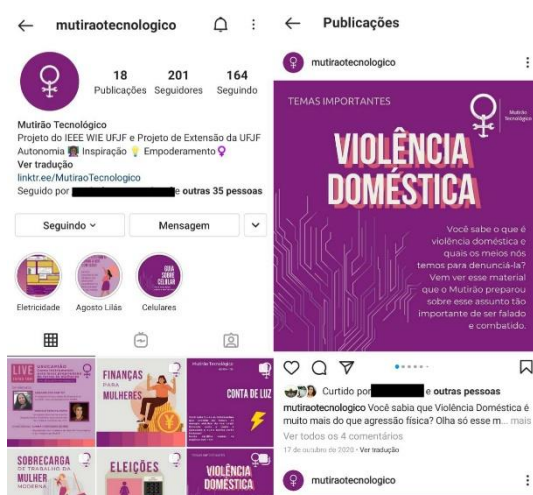 mutiraotecnologico
18 201 164
Publicações Seguidores Seguindo
Mutirão Tecnológico
Projeto do IEEE WIE UFJF e Projeto de Extensão da UFJF
Autonomia Inspiração Empoderamento
Ver tradução
linktr.ee/MutiraoTecnologico
Seguido por e outras 35 pessoas
Seguindo Mensagem
Eletricidade Agosto Lilás Celulares
GUIA
SOBRE
CELULAR
LIVE
FINANÇAS
PARA
MULHERES
Mutirão Tecnológico
CONTA DE LUZ
SOBRECARGA
DE TRABALHO DA
MULHER
MODERNA
ELEIÇÕES
VIOLÊNCIA
DOMÉSTICA
Publicações
mutiraotecnologico
TEMAS IMPORTANTES
Mutirão
Tecnológico
VIOLÊNCIA
DOMÉSTICA
Você sabe o que é
violência doméstica e
quais os meios nós
temos para denunciá-la?
Vem ver esse material
que o Mutirão preparou
sobre esse assunto tão
importante de ser falado
e combatido.
Curtido por e outras pessoas
mutiraotecnologico Você sabia que Violência Doméstica é
muito mais do que agressão física? Olha só esse m... mais
Ver todos os 4 comentários
17 de outubro de 2022 · Ver tradução
mutiraotecnologico